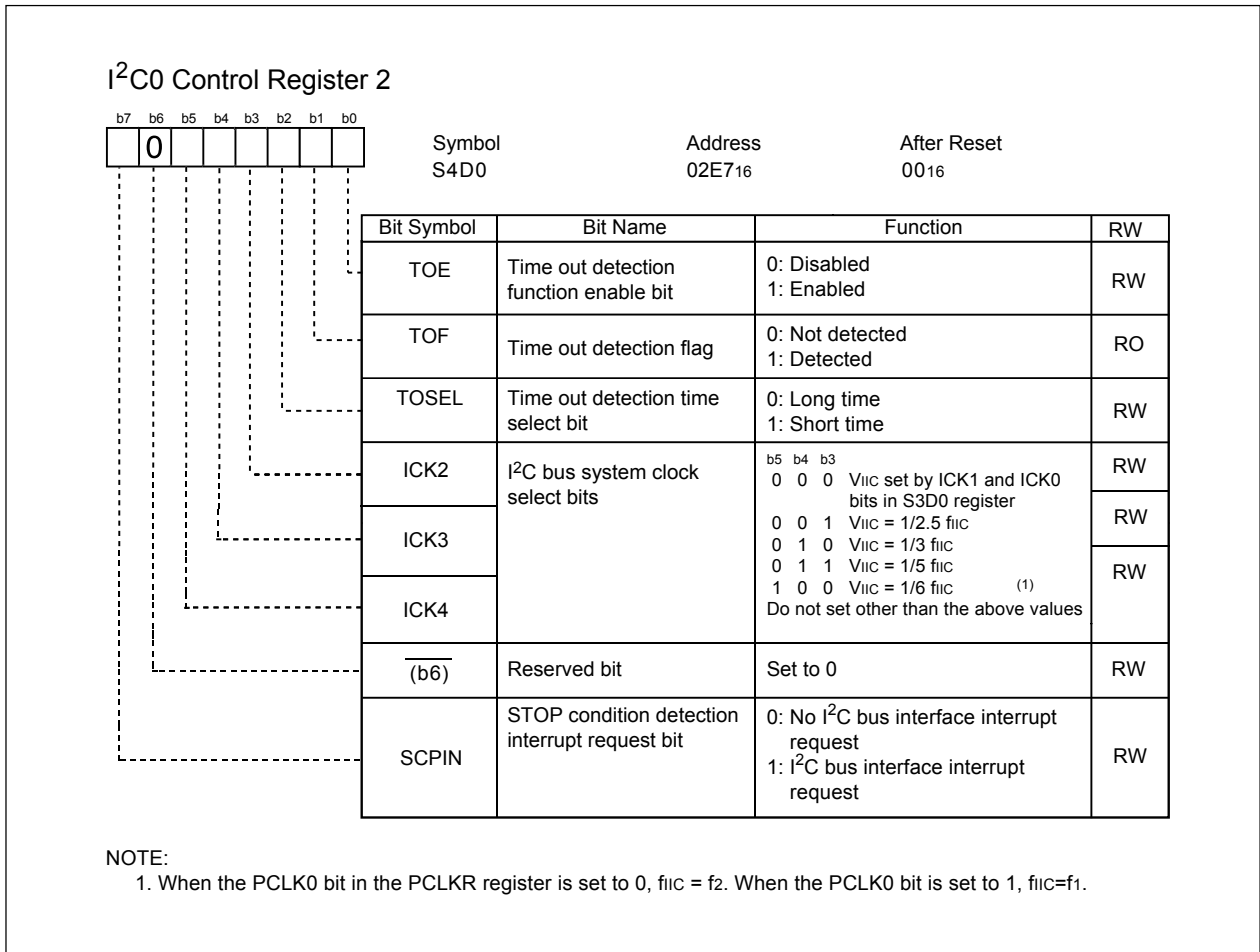 I²C0 Control Register 2
b7 b6 b5 b4 b3 b2 b1 b0
0
Symbol Address After Reset
S4D0 02E716 0016
Bit Symbol Bit Name Function RW
TOE Time out detection function enable bit 0: Disabled RW
1: Enabled
TOF Time out detection flag 0: Not detected RO
1: Detected
TOSEL Time out detection time select bit 0: Long time RW
1: Short time
ICK2 I²C bus system clock select bits b5 b4 b3 RW
0 0 0 VIIC set by ICK1 and ICK0
bits in S3D0 register
ICK3 0 0 1 VIIC = 1/2.5 fIIC RW
0 1 0 VIIC = 1/3 fIIC
0 1 1 VIIC = 1/5 fIIC
ICK4 1 0 0 VIIC = 1/6 fIIC (1) RW
Do not set other than the above values
(b6) Reserved bit Set to 0 RW
SCPIN STOP condition detection interrupt request bit 0: No I²C bus interface interrupt RW
request
1: I²C bus interface interrupt
request
NOTE:
1. When the PCLK0 bit in the PCLKR register is set to 0, fIIC = f2. When the PCLK0 bit is set to 1, fIIC=f1.